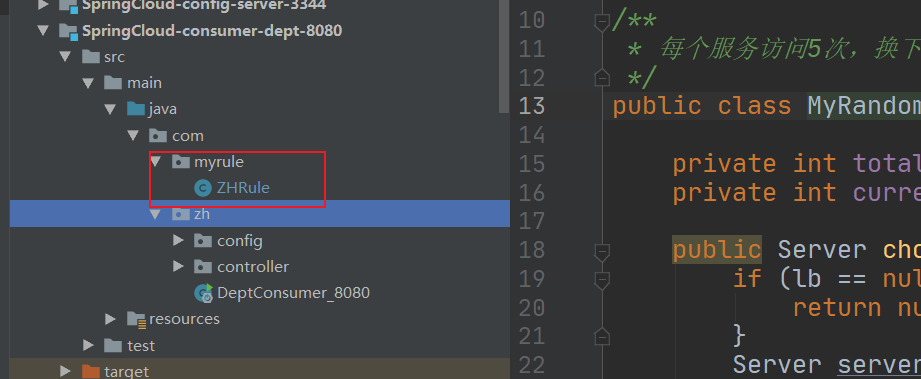 SpringCloud-config-server-3344
SpringCloud-consumer-dept-8080
src
main
java
com
myrule
ZHRule
zh
config
controller
DeptConsumer_8080
resources
test
target
10 /**
11 * 每个服务访问5次，换下
12 */
13 public class MyRandom
14
15 private int total
16 private int curre
17
18 public Server cho
19 if (lb == nul
20 return nu
21 }
22 Server server